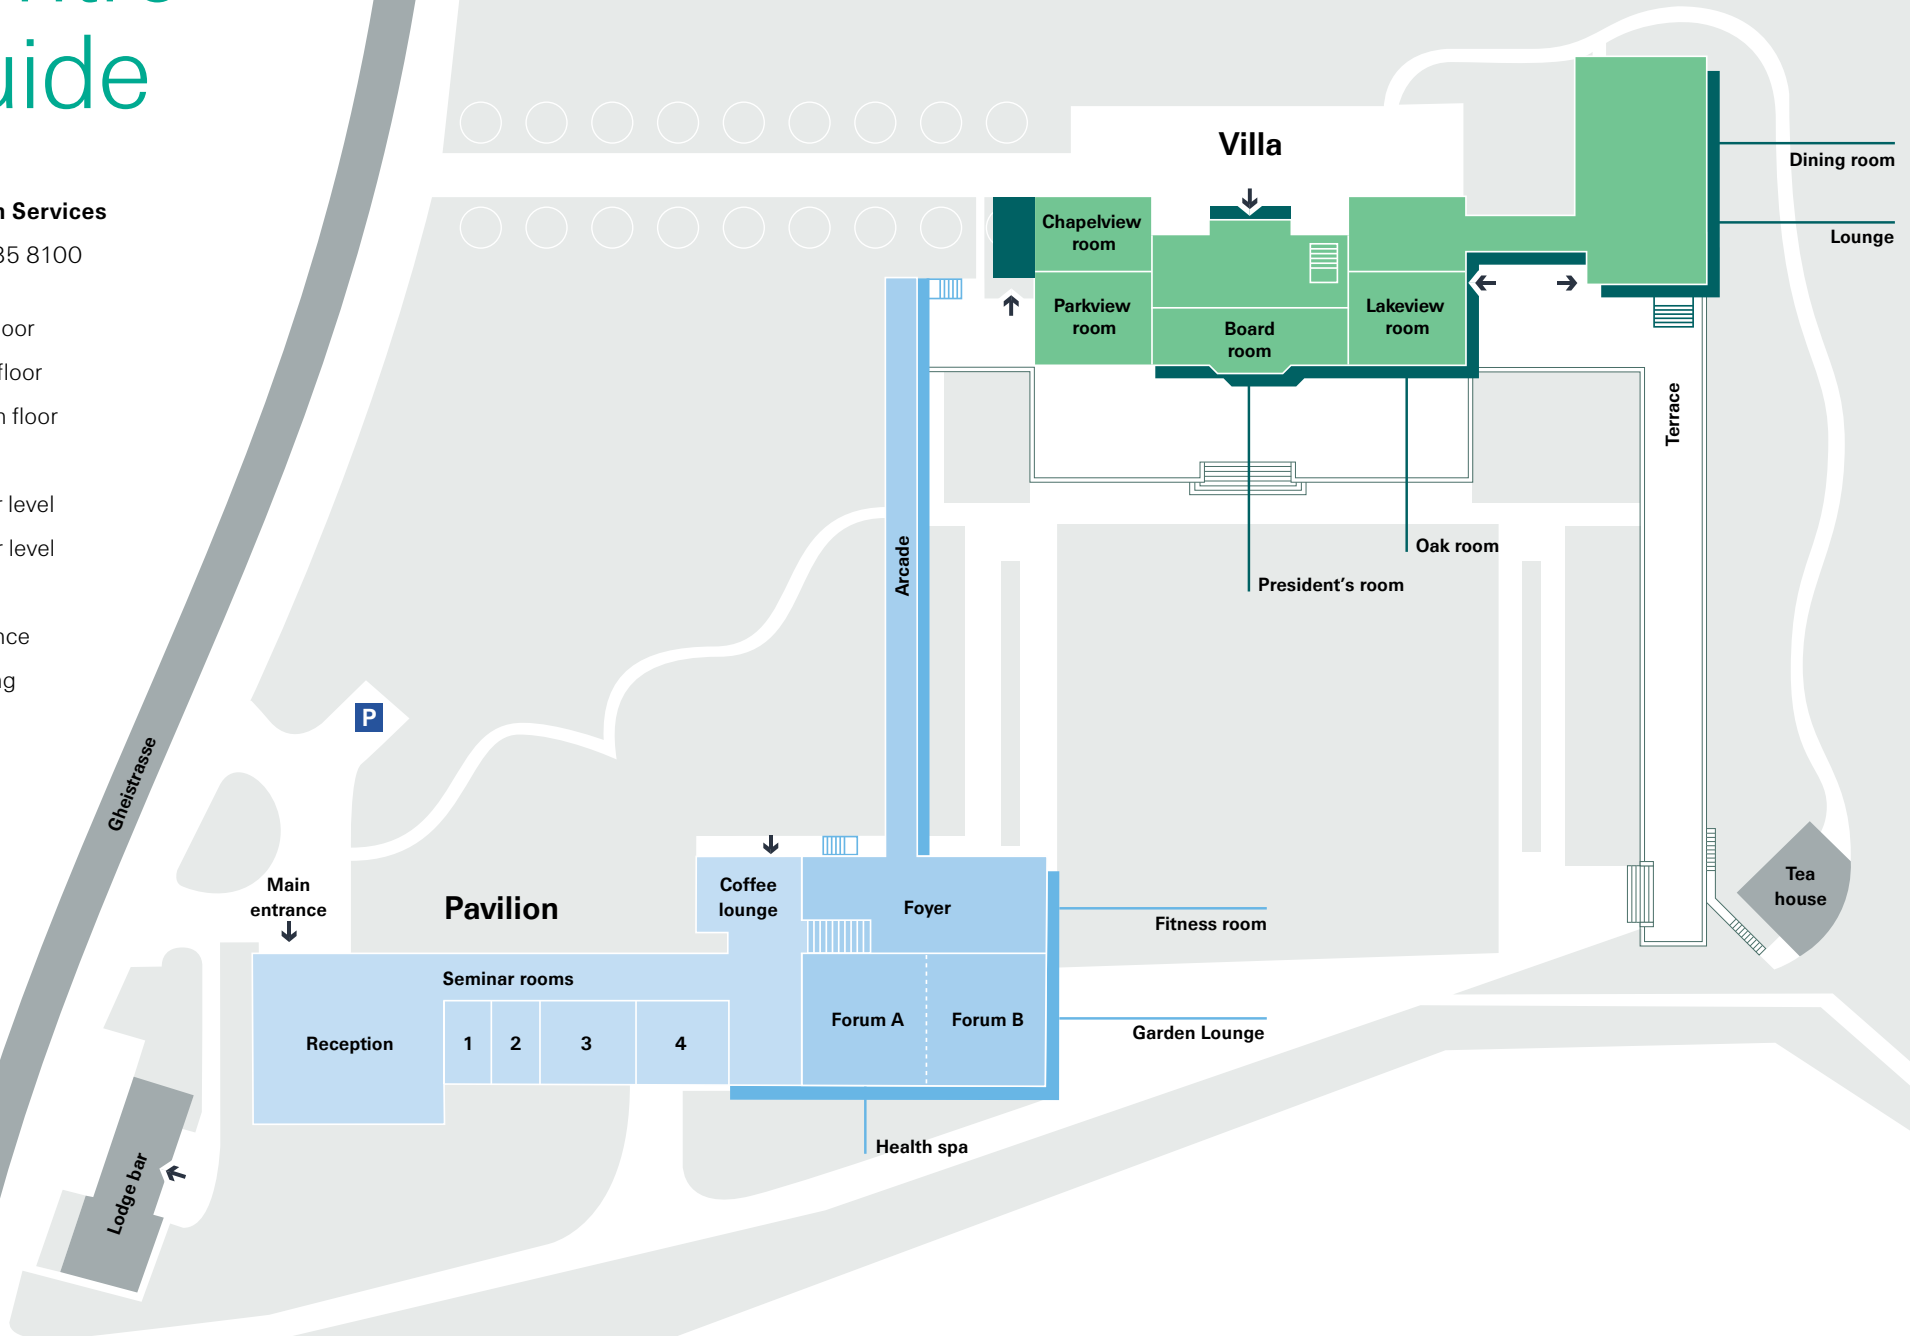 uide
n Services
35 8100
oor
floor
n floor
r level
r level
nce
ng
Gheistrasse
P
Villa
Chapelview
room
Parkview
room
Board
room
Lakeview
room
Dining room
Lounge
Terrace
Oak room
President's room
Arcade
Main
entrance
Pavilion
Coffee
lounge
Foyer
Fitness room
Seminar rooms
Reception
1
2
3
4
Forum A
Forum B
Garden Lounge
Health spa
Lodge bar
Tea
house